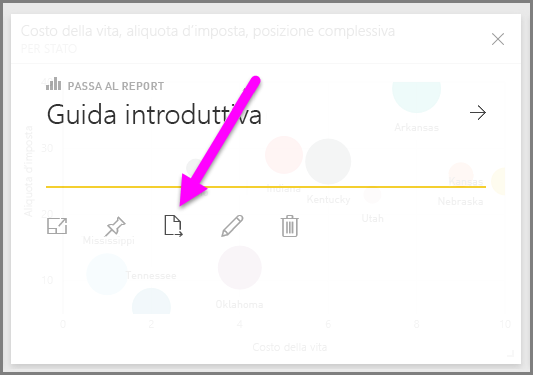 Costo della vita, aliquota d'imposta, posizione complessiva
PER STATO
PASSA AL REPORT
Guida introduttiva
Arkansas
Aliquota d'imposta
30
Indiana
Kentucky
Kansas
Nebraska
Utah
20
Mississippi
Tennessee
10
Oklahoma
0
2
4
6
8
10
Costo della vita